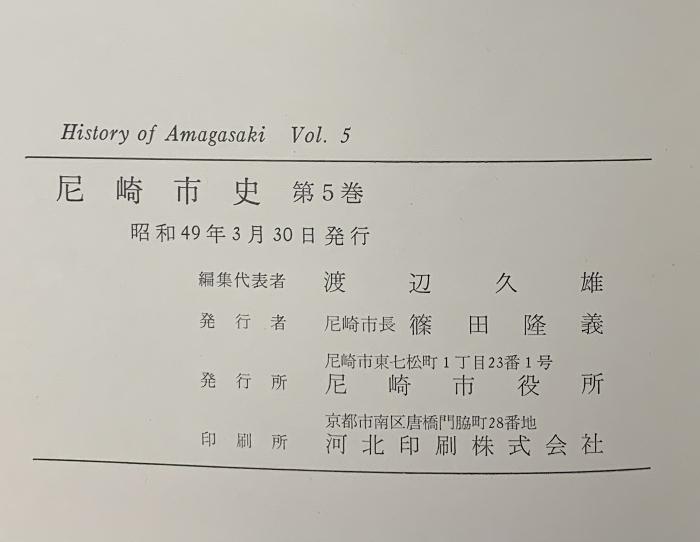 History of Amagasaki Vol. 5
尼崎市史 第5巻
昭和49年3月30日発行
編集代表者 渡辺久雄
発行者 尼崎市長 篠田隆義
尼崎市東七松町1丁目23番1号
発行所 尼崎市役所
京都市南区唐橋門脇町28番地
印刷所 河北印刷株式会社